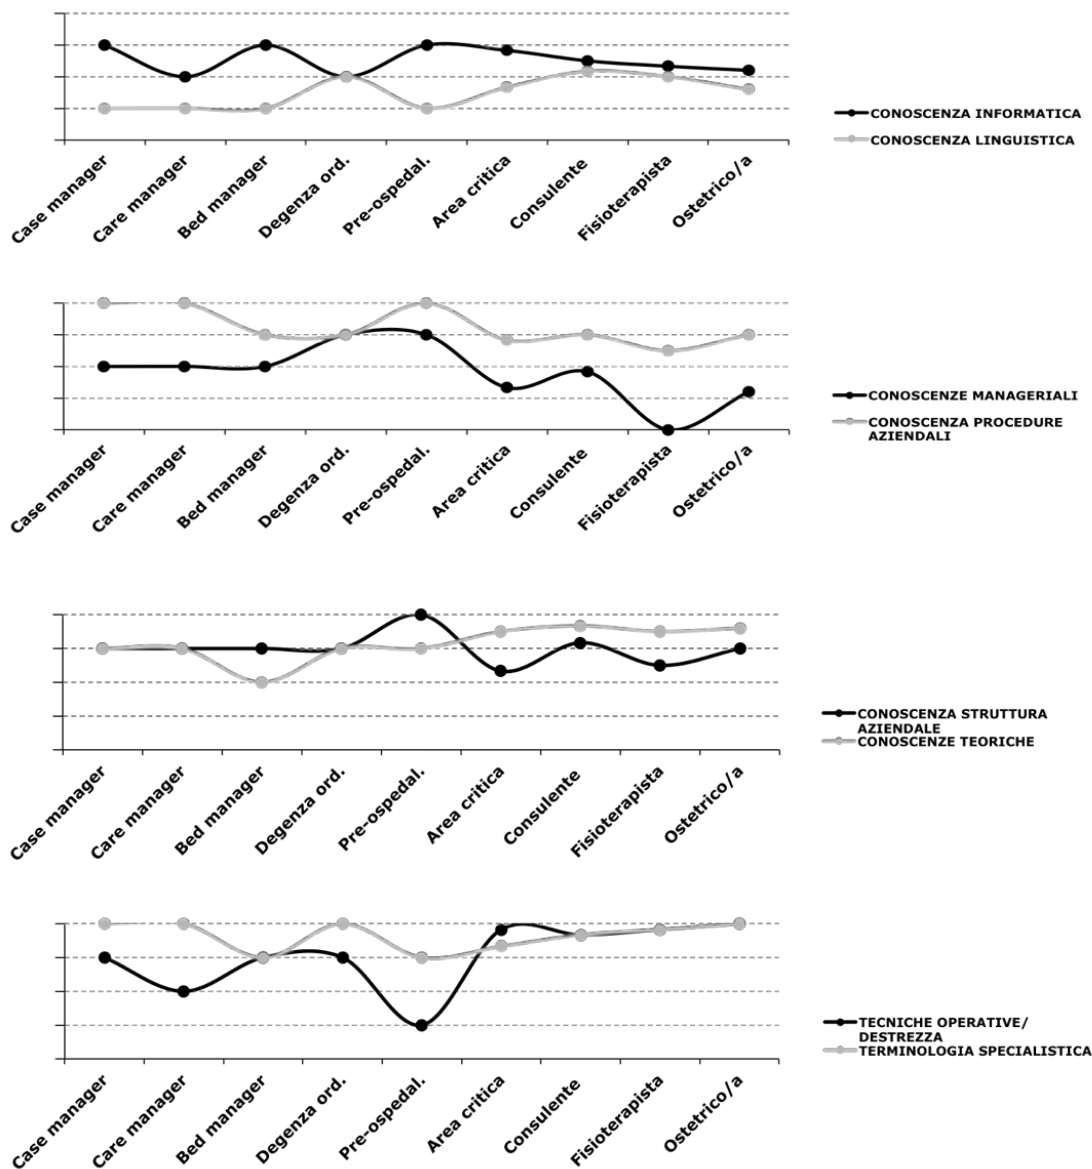 CONOSCENZA INFORMATICA
CONOSCENZA LINGUISTICA
Case manager
Care manager
Bed manager
Degenza ord.
Pre-ospedal.
Area critica
Consulente
Fisioterapista
Ostetrico/a
CONOSCENZE MANAGERIALI
CONOSCENZA PROCEDURE
AZIENDALI
Case manager
Care manager
Bed manager
Degenza ord.
Pre-ospedal.
Area critica
Consulente
Fisioterapista
Ostetrico/a
CONOSCENZA STRUTTURA
AZIENDALE
CONOSCENZE TEORICHE
Case manager
Care manager
Bed manager
Degenza ord.
Pre-ospedal.
Area critica
Consulente
Fisioterapista
Ostetrico/a
TECNICHE OPERATIVE/
DESTREZZA
TERMINOLOGIA SPECIALISTICA
Case manager
Care manager
Bed manager
Degenza ord.
Pre-ospedal.
Area critica
Consulente
Fisioterapista
Ostetrico/a